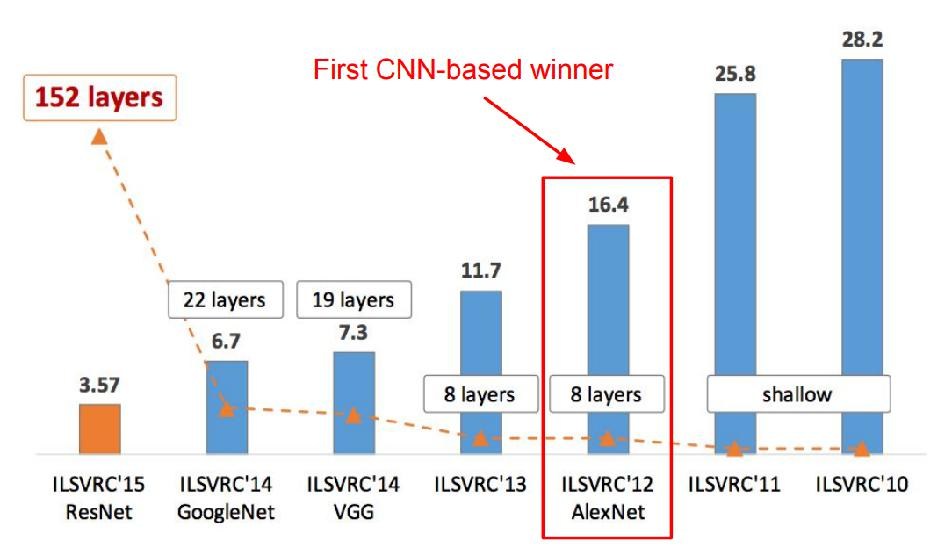 First CNN-based winner
152 layers
22 layers
19 layers
8 layers
8 layers
shallow
3.57
6.7
7.3
11.7
16.4
25.8
28.2
ILSVRC'15
ResNet
ILSVRC'14
GoogleNet
ILSVRC'14
VGG
ILSVRC'13
ILSVRC'12
AlexNet
ILSVRC'11
ILSVRC'10